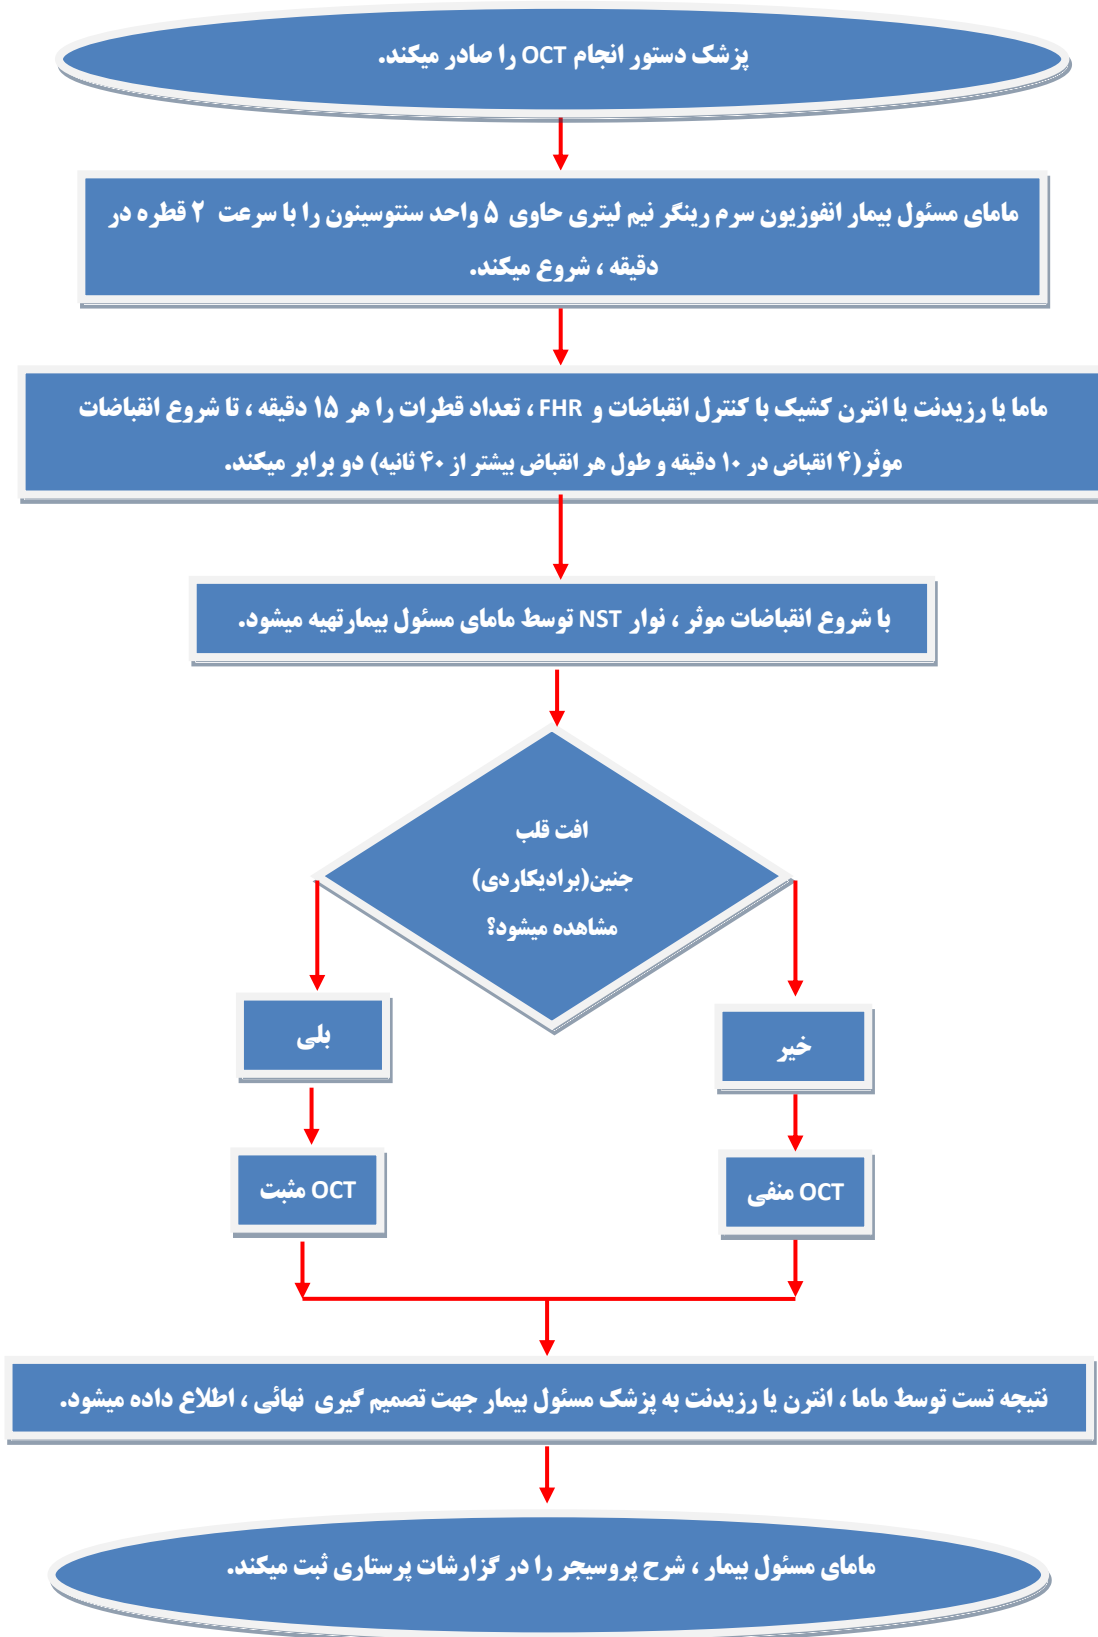 پزشک دستور انجام OCT را صادر میکند.
مامای مسئول بیمار انفوزیون سرم رینگر نیم لیتری حاوی ۵ واحد سنتوسینون را با سرعت ۲ قطره در
دقیقه ، شروع میکند.
ماما یا رزیدنت یا انترن کشیک با کنترل انقباضات و FHR ، تعداد قطرات را هر ۱۵ دقیقه ، تا شروع انقباضات
موثر(۴ انقباض در ۱۰ دقیقه و طول هر انقباض بیشتر از ۴۰ ثانیه) دو برابر میکند.
با شروع انقباضات موثر ، نوار NST توسط مامای مسئول بیمارتهیه میشود.
افت قلب
جنین(برادیکاردی)
مشاهده میشود؟
خیر
بلی
OCT منفی
OCT مثبت
نتیجه تست توسط ماما ، انترن یا رزیدنت به پزشک مسئول بیمار جهت تصمیم گیری نهائی ، اطلاع داده میشود.
مامای مسئول بیمار ، شرح پروسیجر را در گزارشات پرستاری ثبت میکند.